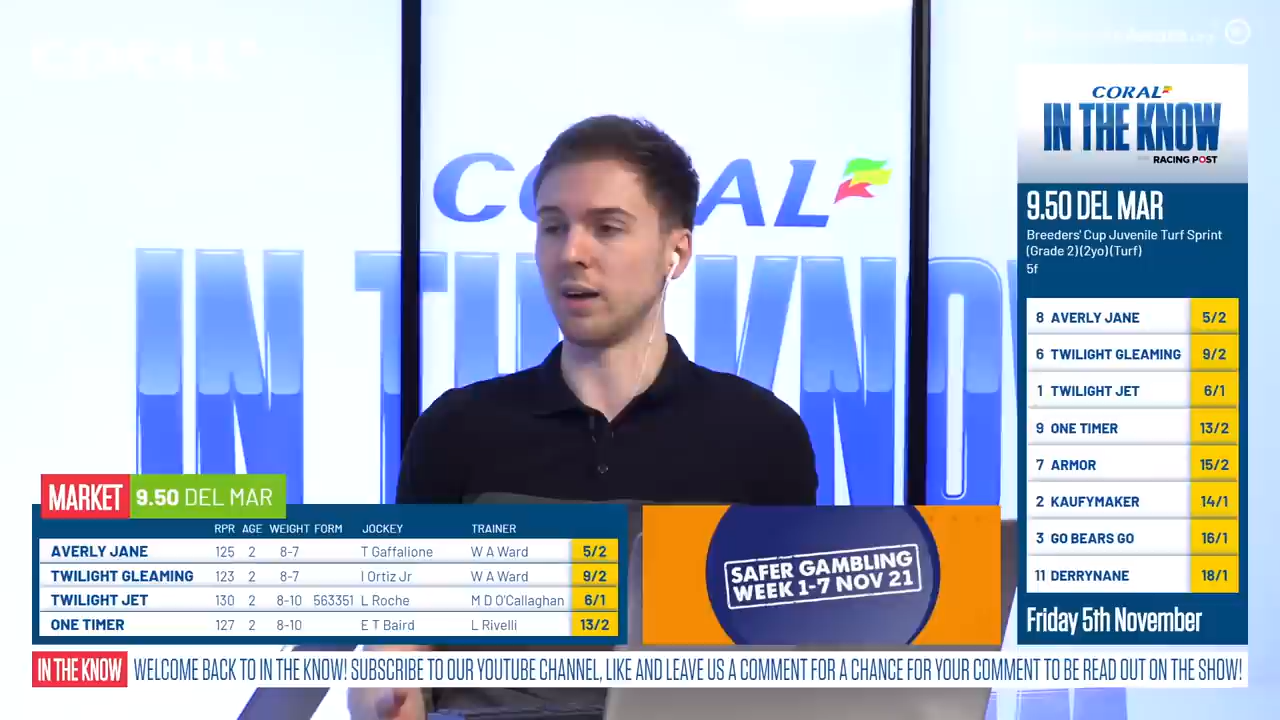 CORAL
CORAL
IN THE KNOW
CORAL
IN THE KNOW
RACING POST
9.50 DEL MAR
Breeders' Cup Juvenile Turf Sprint
(Grade 2)(2yo)(Turf)
5f
8 AVERLY JANE 5/2
6 TWILIGHT GLEAMING 9/2
1 TWILIGHT JET 6/1
9 ONE TIMER 13/2
7 ARMOR 15/2
2 KAUFYMAKER 14/1
3 GO BEARS GO 16/1
11 DERRYNANE 18/1
Friday 5th November
MARKET 9.50 DEL MAR
RPR AGE WEIGHT FORM JOCKEY TRAINER
AVERLY JANE 125 2 8-7 T Gaffalione W A Ward 5/2
TWILIGHT GLEAMING 123 2 8-7 I Ortiz Jr W A Ward 9/2
TWILIGHT JET 130 2 8-10 563351 L Roche M D O'Callaghan 6/1
ONE TIMER 127 2 8-10 E T Baird L Rivelli 13/2
SAFER GAMBLING
WEEK 1-7 NOV 21
IN THE KNOW WELCOME BACK TO IN THE KNOW! SUBSCRIBE TO OUR YOUTUBE CHANNEL, LIKE AND LEAVE US A COMMENT FOR A CHANCE FOR YOUR COMMENT TO BE READ OUT ON THE SHOW!